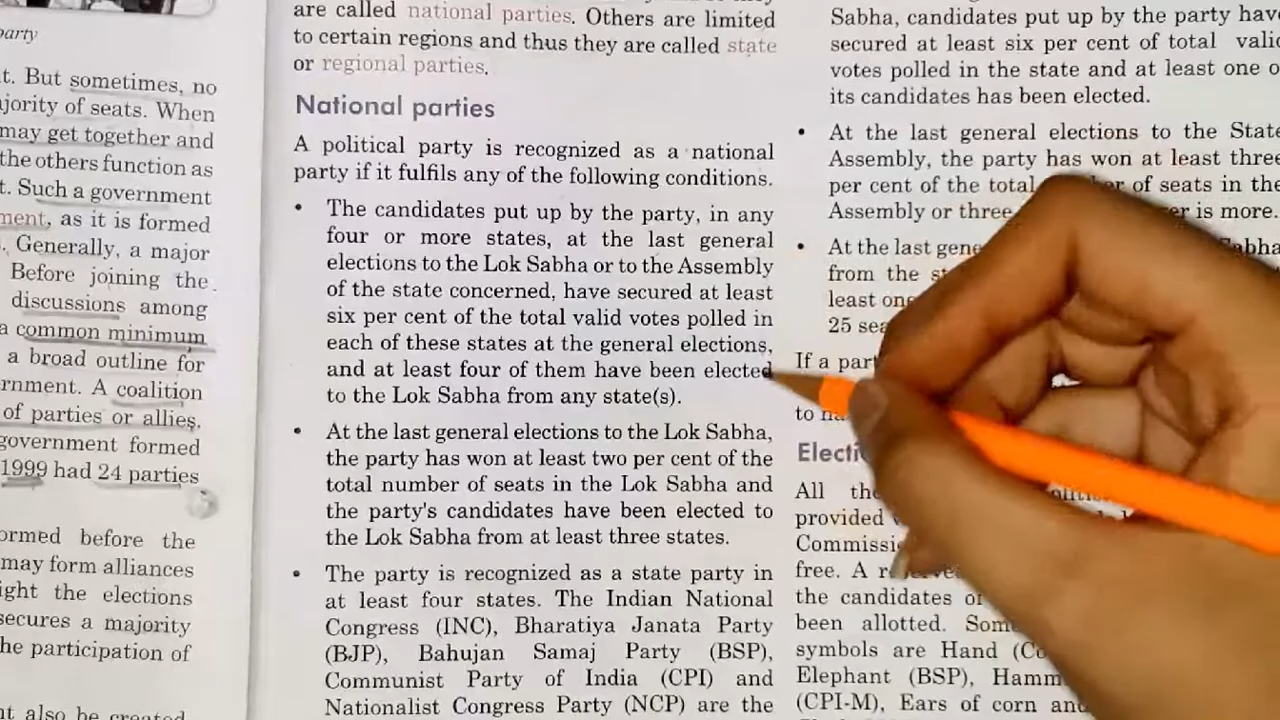 party
t. But sometimes, no
jority of seats. When
may get together and
the others function as
t. Such a government
ment, as it is formed
. Generally, a major
Before joining the
discussions among
a common minimum
a broad outline for
rnment. A coalition
of parties or allies.
government formed
1999 had 24 parties
ormed before the
may form alliances
ight the elections
secures a majority
he participation of
nt also be created
are called national parties. Others are limited
to certain regions and thus they are called state
or regional parties.
National parties
A political party is recognized as a national
party if it fulfils any of the following conditions.
• The candidates put up by the party, in any
four or more states, at the last general
elections to the Lok Sabha or to the Assembly
of the state concerned, have secured at least
six per cent of the total valid votes polled in
each of these states at the general elections,
and at least four of them have been elected
to the Lok Sabha from any state(s).
• At the last general elections to the Lok Sabha,
the party has won at least two per cent of the
total number of seats in the Lok Sabha and
the party's candidates have been elected to
the Lok Sabha from at least three states.
• The party is recognized as a state party in
at least four states. The Indian National
Congress (INC), Bharatiya Janata Party
(BJP), Bahujan Samaj Party (BSP),
Communist Party of India (CPI) and
Nationalist Congress Party (NCP) are the
Sabha, candidates put up by the party have
secured at least six per cent of total valid
votes polled in the state and at least one o
its candidates has been elected.
• At the last general elections to the State
Assembly, the party has won at least three
per cent of the total of seats in the
Assembly or three is more.
• At the last gene
from the st
least one
25 sea
If a part
to
Electi
All the
provided
Commissi
free. A
the candidates of
been allotted. Som
symbols are Hand (Co
Elephant (BSP), Hamm
(CPI-M), Ears of corn and